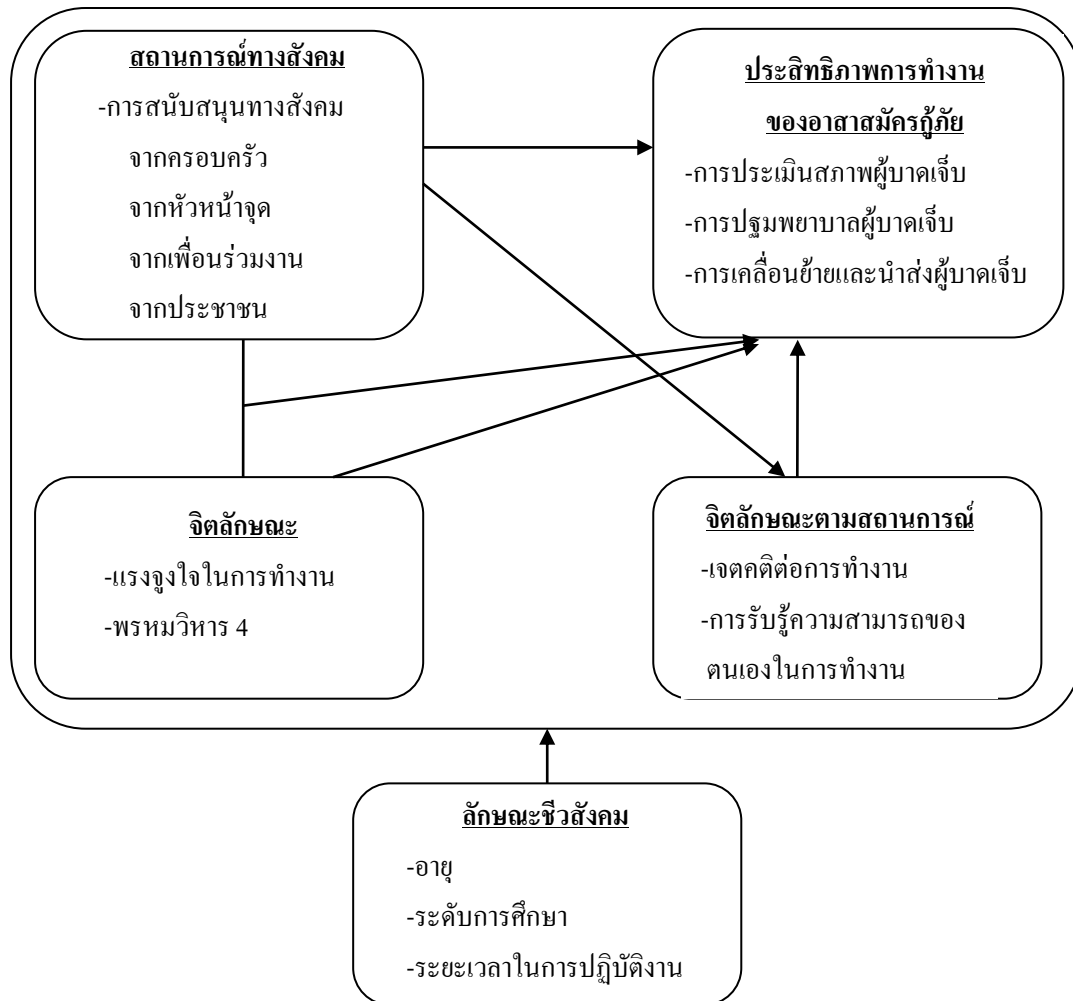 สถานการณ์ทางสังคม
-การสนับสนุนทางสังคม
จากครอบครัว
จากหัวหน้าจุด
จากเพื่อนร่วมงาน
จากประชาชน
ประสิทธิภาพการทำงาน
ของอาสาสมัครกู้ภัย
-การประเมินสภาพผู้บาดเจ็บ
-การปฐมพยาบาลผู้บาดเจ็บ
-การเคลื่อนย้ายและนำส่งผู้บาดเจ็บ
จิตลักษณะ
-แรงจูงใจในการทำงาน
-พรหมวิหาร 4
จิตลักษณะตามสถานการณ์
-เจตคติต่อการทำงาน
-การรับรู้ความสามารถของ
ตนเองในการทำงาน
ลักษณะชีวสังคม
-อายุ
-ระดับการศึกษา
-ระยะเวลาในการปฏิบัติงาน